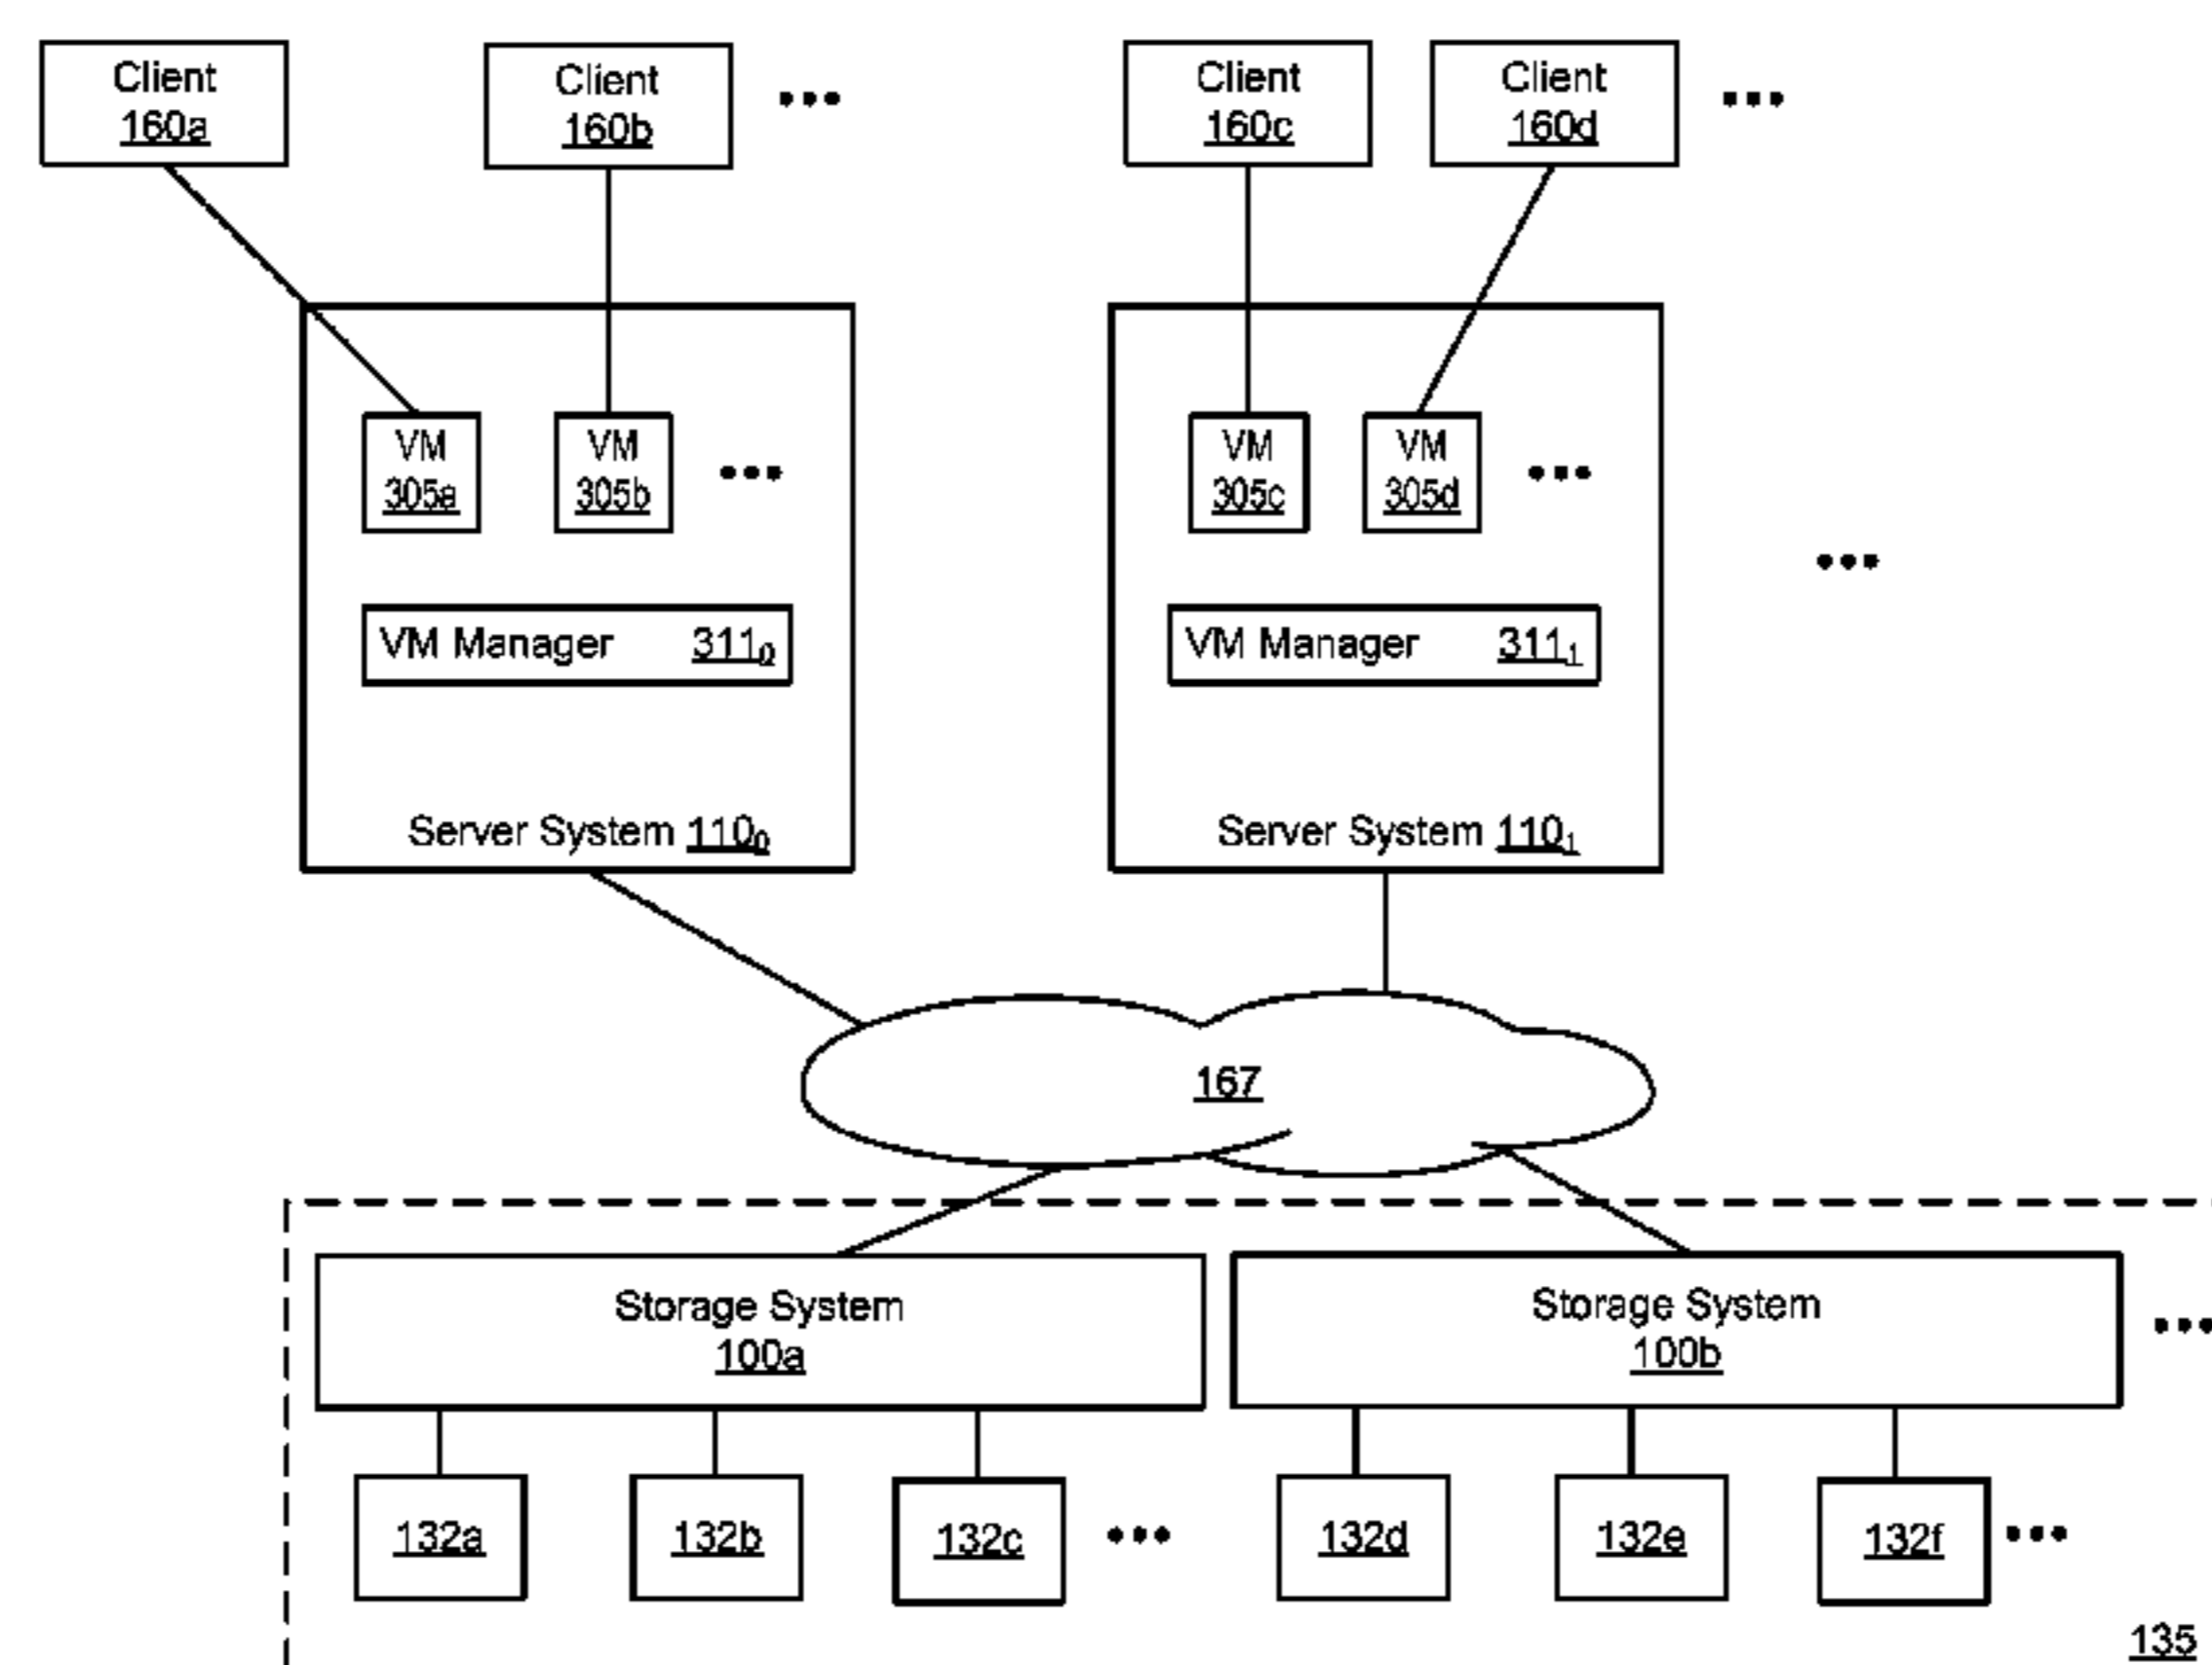 Client
160a
Client
160b
•••
Client
160c
Client
160d
•••
VM
305a
VM
305b
•••
VM
305c
VM
305d
•••
•••
VM Manager 311₀
VM Manager 311₁
Server System 110₀
Server System 110₁
167
Storage System
100a
Storage System
100b
•••
132a
132b
132c
•••
132d
132e
132f
•••
135